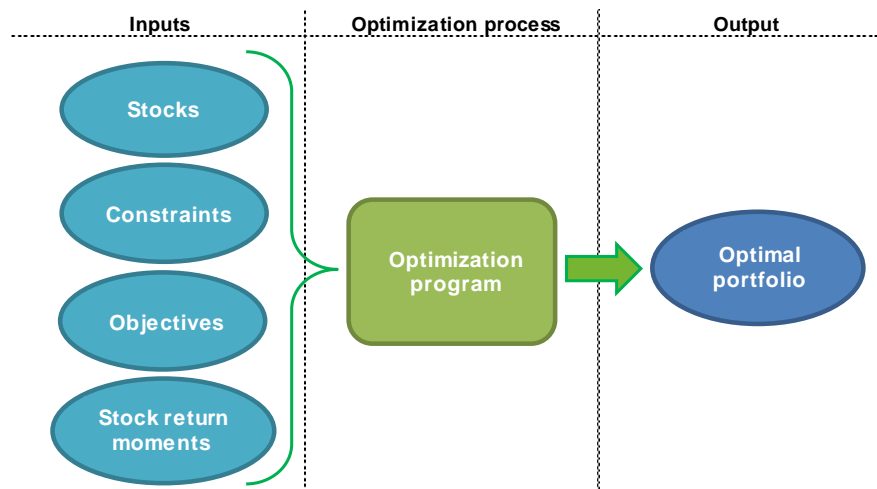 Inputs
Optimization process
Output
Stocks
Constraints
Objectives
Stock return
moments
Optimization
program
Optimal
portfolio